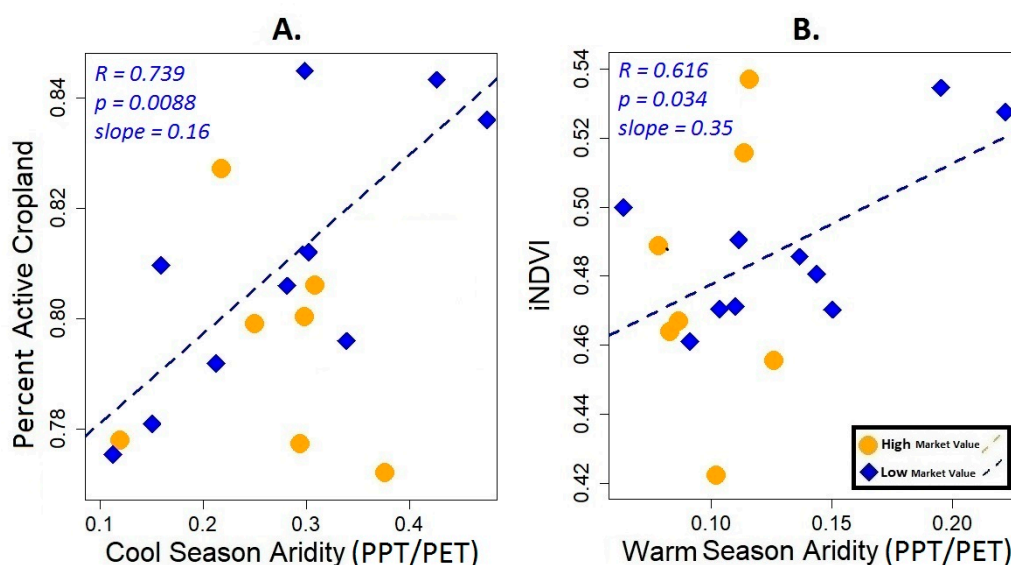 A.
R = 0.739
p = 0.0088
slope = 0.16
Percent Active Cropland
0.84
0.82
0.80
0.78
0.1 0.2 0.3 0.4
Cool Season Aridity (PPT/PET)
B.
R = 0.616
p = 0.034
slope = 0.35
iNDVI
0.54
0.52
0.50
0.48
0.46
0.44
0.42
High Market Value
Low Market Value
0.10 0.15 0.20
Warm Season Aridity (PPT/PET)